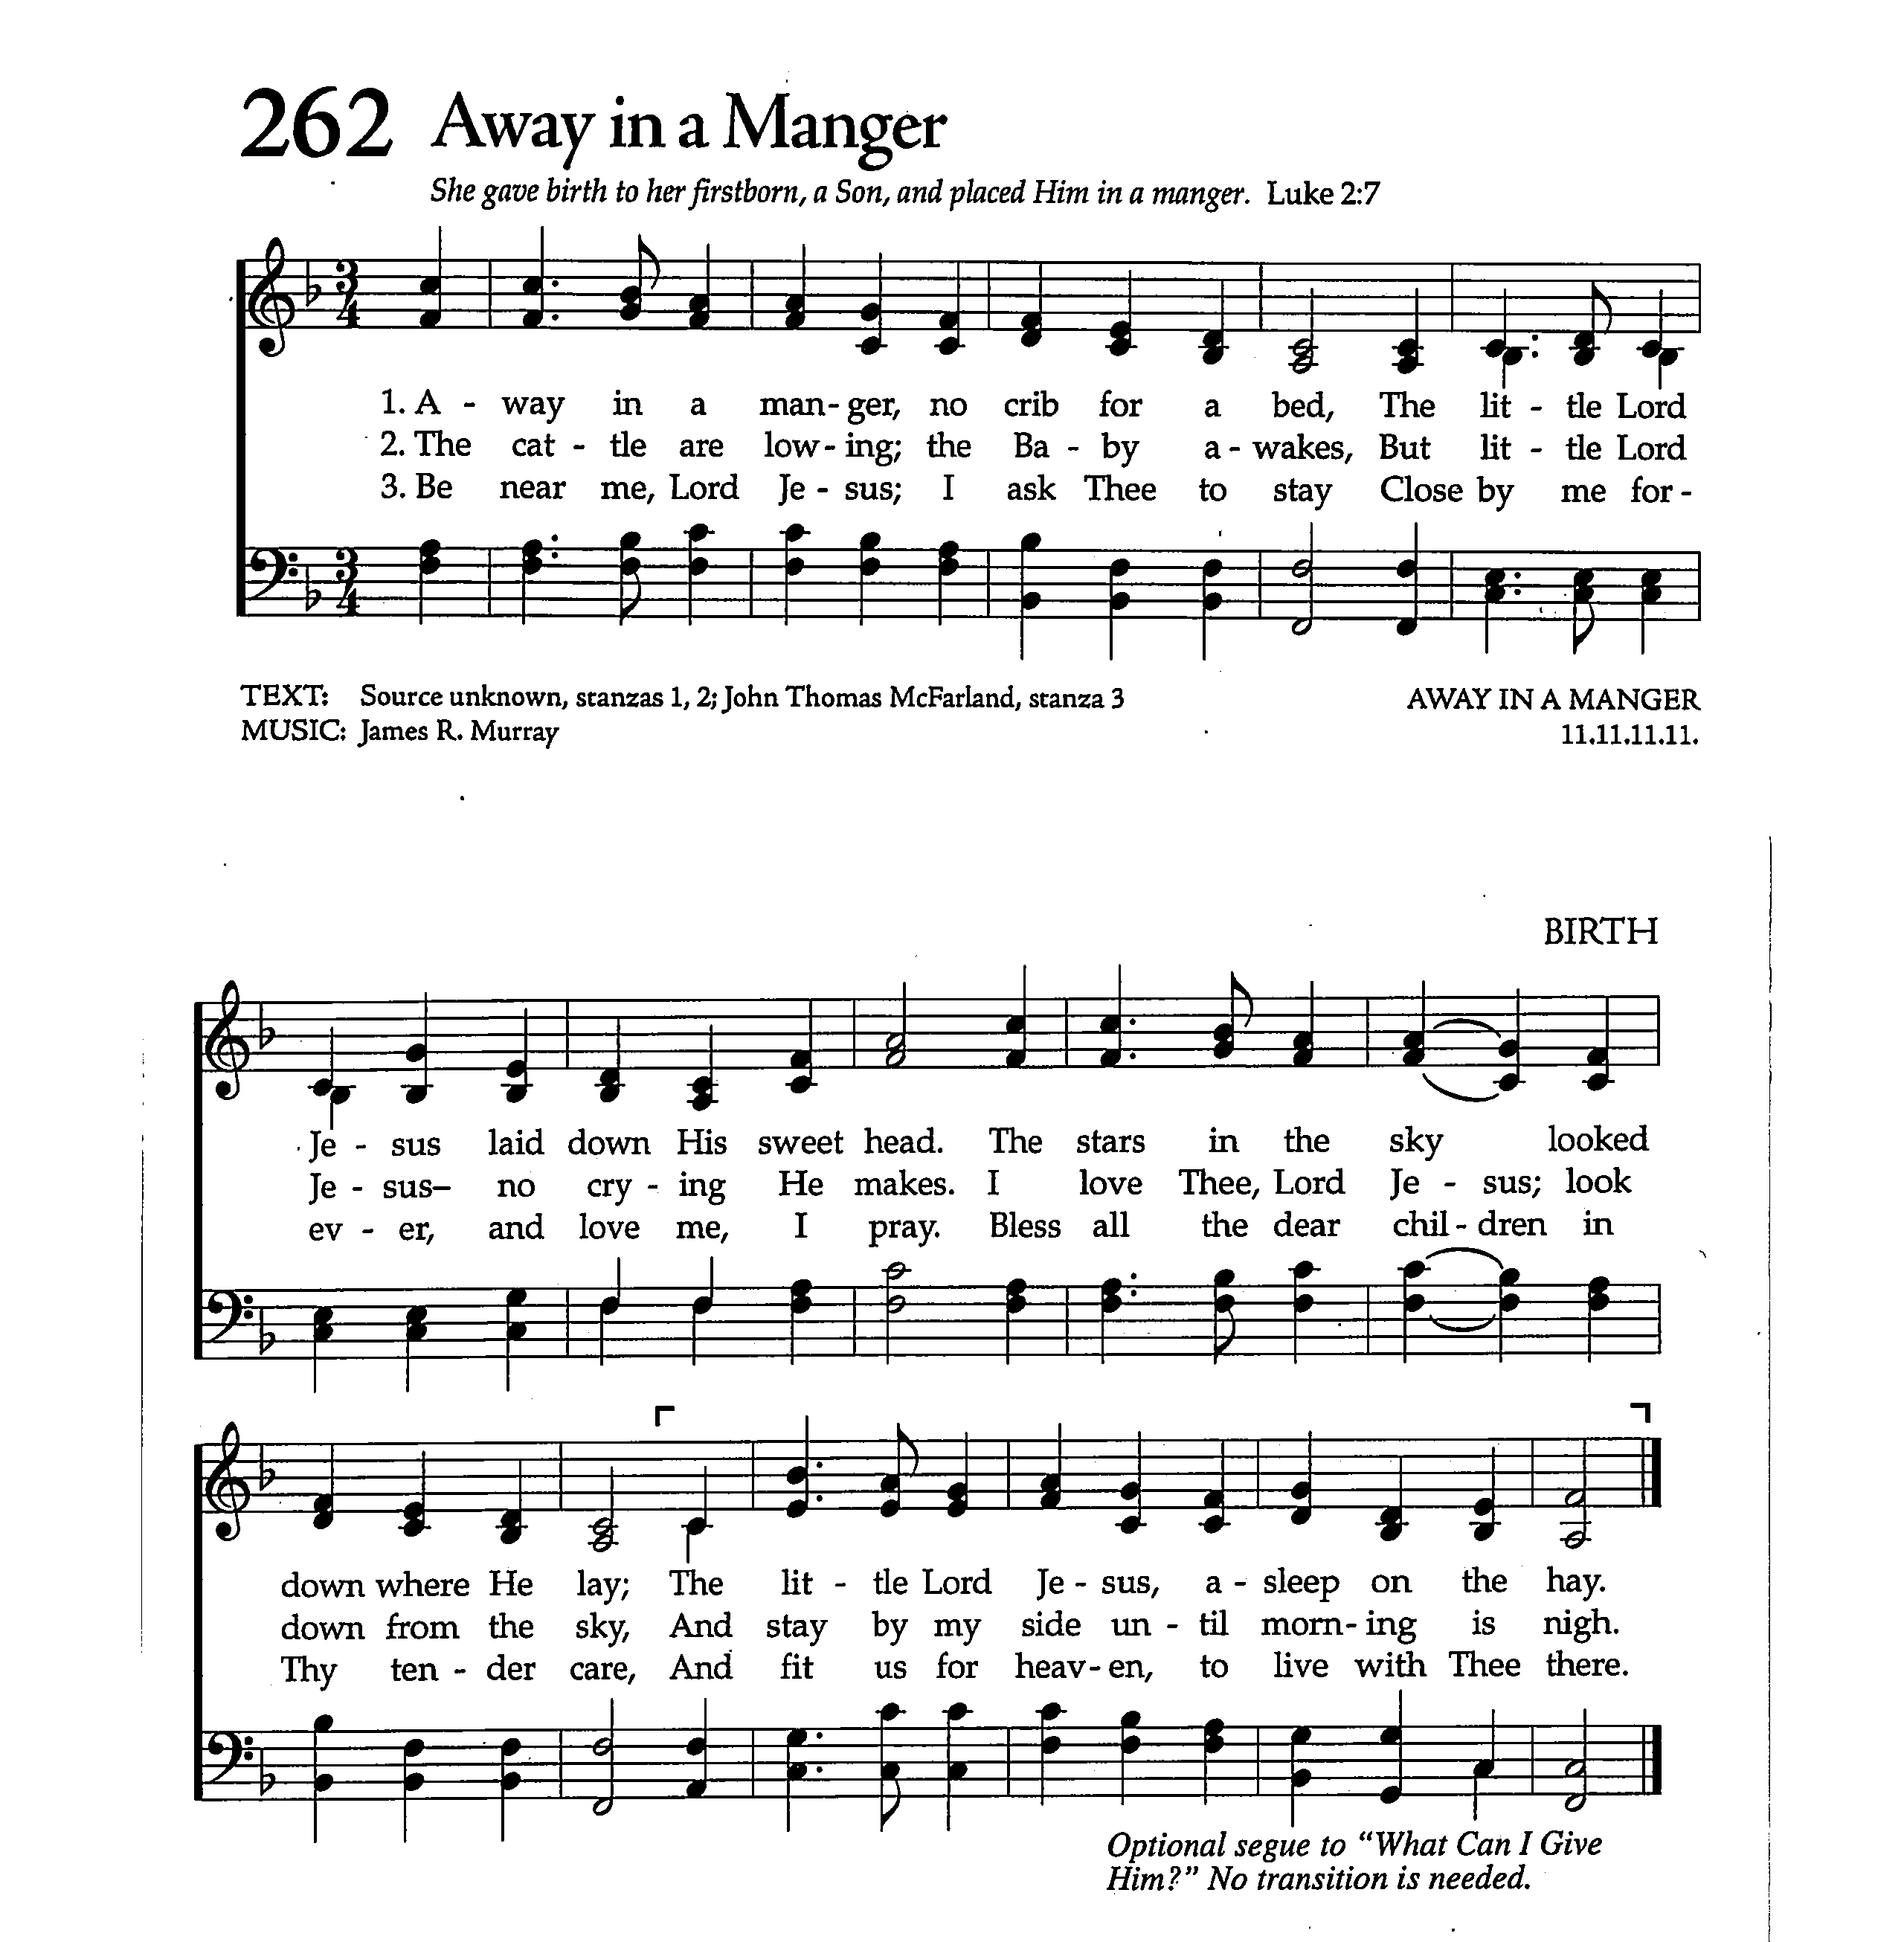 262 Away in a Manger
She gave birth to her firstborn, a Son, and placed Him in a manger. Luke 2:7
3 4
1. A - way in a man - ger, no crib for a bed, The lit - tle Lord
2. The cat - tle are low - ing; the Ba - by a - wakes, But lit - tle Lord
3. Be near me, Lord Je - sus; I ask Thee to stay Close by me for -
3 4
TEXT: Source unknown, stanzas 1, 2; John Thomas McFarland, stanza 3
MUSIC: James R. Murray
AWAY IN A MANGER
11.11.11.11.
BIRTH
Je - sus laid down His sweet head. The stars in the sky looked
Je - sus– no cry - ing He makes. I love Thee, Lord Je - sus; look
ev - er, and love me, I pray. Bless all the dear chil - dren in
down where He lay; The lit - tle Lord Je - sus, a - sleep on the hay.
down from the sky, And stay by my side un - til morn - ing is nigh.
Thy ten - der care, And fit us for heav - en, to live with Thee there.
Optional segue to “What Can I Give
Him?” No transition is needed.